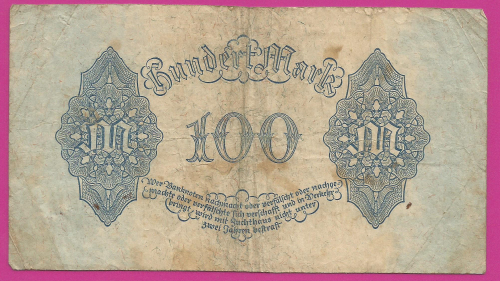 Hundert Mark
M 100 M
Wer Banknoten nachmacht oder verfälscht oder nachge-
machte oder verfälschte sich verschafft und in Verkehr
bringt, wird mit Zuchthaus nicht unter
zwei Jahren bestraft